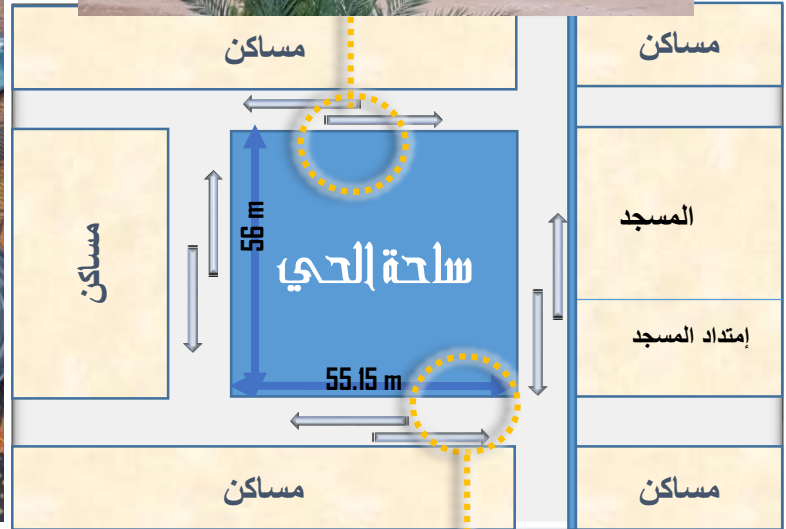 مساكن
مساكن
المسجد
مساكن
56 m
ساحة الحي
إمتداد المسجد
55.15 m
مساكن
مساكن